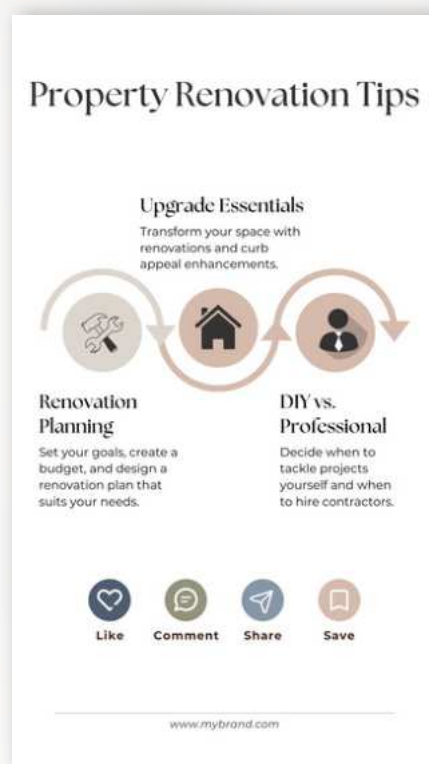 Property Renovation Tips
Upgrade Essentials
Transform your space with
renovations and curb
appeal enhancements.
Renovation
Planning
Set your goals, create a
budget, and design a
renovation plan that
suits your needs.
DIY vs.
Professional
Decide when to
tackle projects
yourself and when
to hire contractors.
Like Comment Share Save
www.mybrand.com